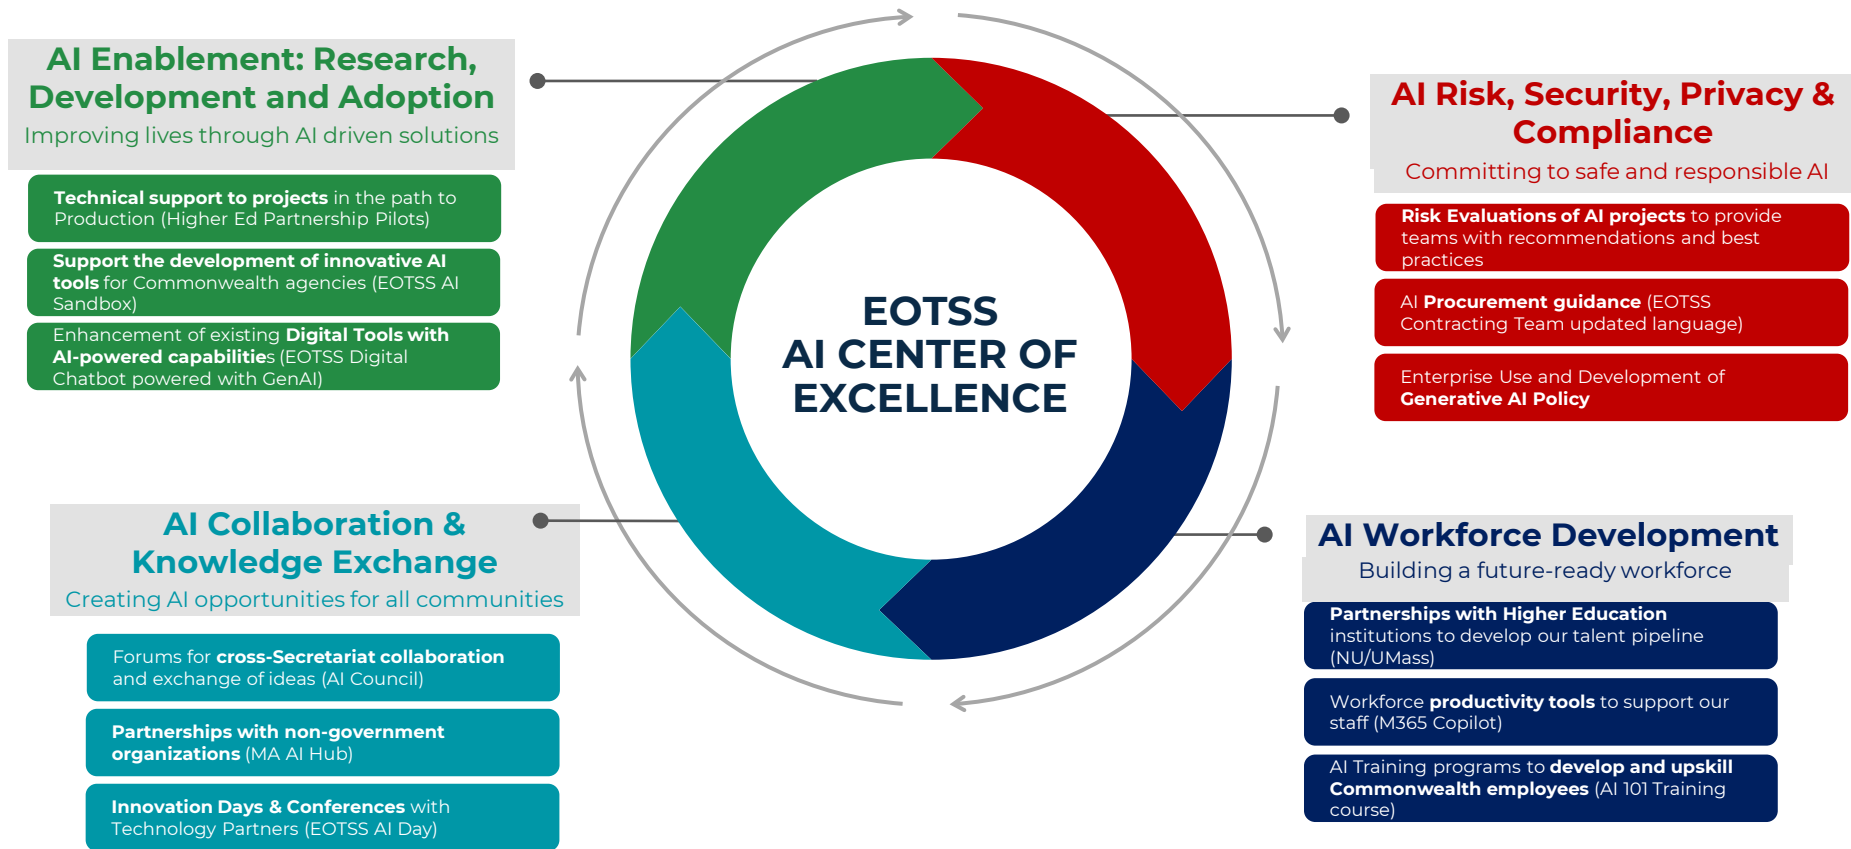 AI Enablement: Research,
Development and Adoption
Improving lives through AI driven solutions
Technical support to projects in the path to
Production (Higher Ed Partnership Pilots)
Support the development of innovative AI
tools for Commonwealth agencies (EOTSS AI
Sandbox)
Enhancement of existing Digital Tools with
AI-powered capabilities (EOTSS Digital
Chatbot powered with GenAI)
EOTSS
AI CENTER OF
EXCELLENCE
AI Risk, Security, Privacy &
Compliance
Committing to safe and responsible AI
Risk Evaluations of AI projects to provide
teams with recommendations and best
practices
AI Procurement guidance (EOTSS
Contracting Team updated language)
Enterprise Use and Development of
Generative AI Policy
AI Collaboration &
Knowledge Exchange
Creating AI opportunities for all communities
Forums for cross-Secretariat collaboration
and exchange of ideas (AI Council)
Partnerships with non-government
organizations (MA AI Hub)
Innovation Days & Conferences with
Technology Partners (EOTSS AI Day)
AI Workforce Development
Building a future-ready workforce
Partnerships with Higher Education
institutions to develop our talent pipeline
(NU/UMass)
Workforce productivity tools to support our
staff (M365 Copilot)
AI Training programs to develop and upskill
Commonwealth employees (AI 101 Training
course)